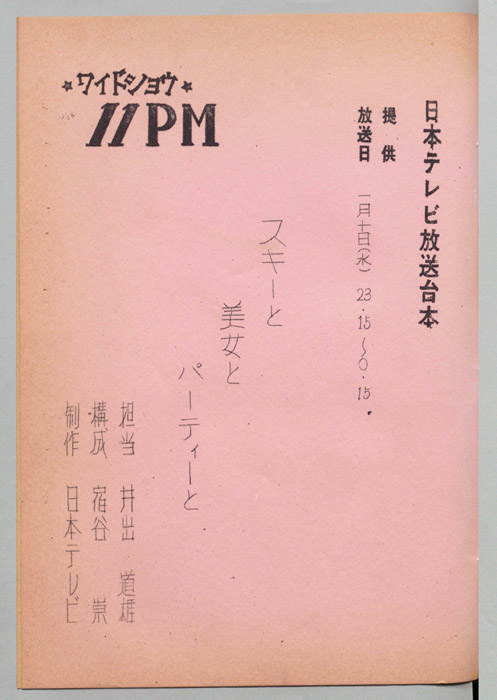 日本テレビ放送台本
提供
放送日 一月十日(水) 23・15〜0・15.
★ワイドショウ★
11PM
スキーと
美女と
パーティーと
担当 井出 道雄
構成 宿谷 崇
制作 日本テレビ